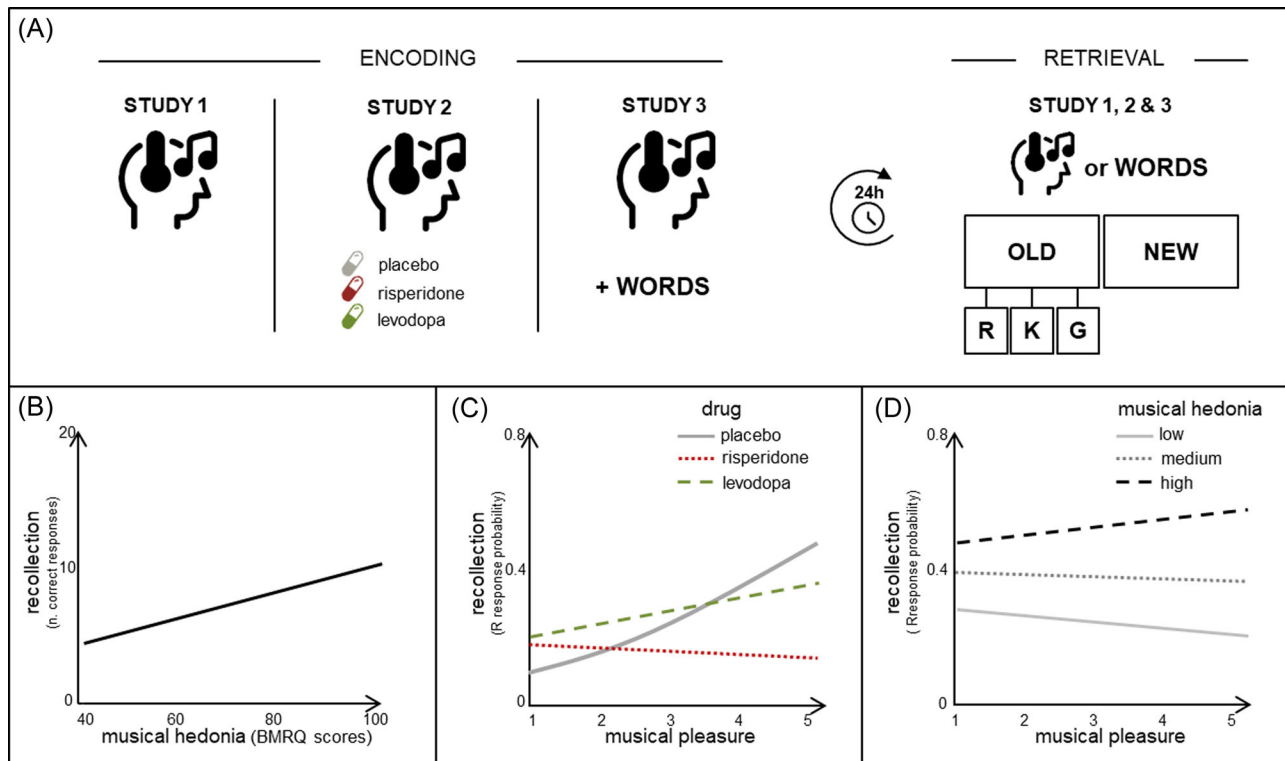 (A)
ENCODING
STUDY 1
STUDY 2
placebo
risperidone
levodopa
STUDY 3
+ WORDS
24h
RETRIEVAL
STUDY 1, 2 & 3
or WORDS
OLD
NEW
R
K
G
(B)
20
10
0
recollection
(n. correct responses)
40
60
80
100
musical hedonia (BMRQ scores)
(C)
drug
placebo
risperidone
levodopa
0.8
0.4
0
recollection
(R response probability)
1
2
3
4
5
musical pleasure
(D)
musical hedonia
low
medium
high
0.8
0.4
0
recollection
( Rresponse probability)
1
2
3
4
5
musical pleasure